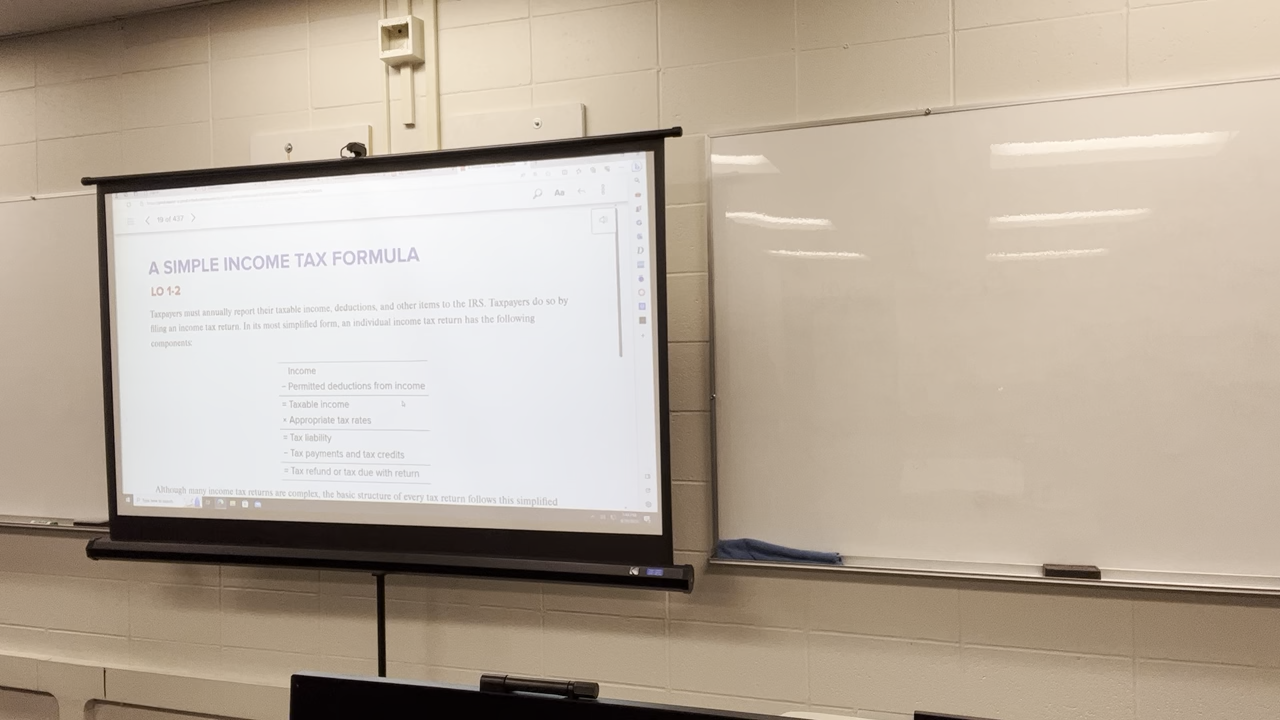 Aa
19 of 437
A SIMPLE INCOME TAX FORMULA
LO 1-2
Taxpayers must annually report their taxable income, deductions, and other items to the IRS. Taxpayers do so by
filing an income tax return. In its most simplified form, an individual income tax return has the following
components:
Income
− Permitted deductions from income
= Taxable income
× Appropriate tax rates
= Tax liability
− Tax payments and tax credits
= Tax refund or tax due with return
Although many income tax returns are complex, the basic structure of every tax return follows this simplified